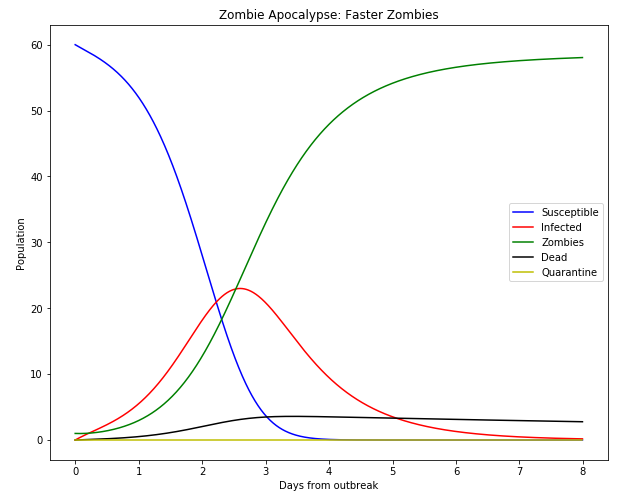 Zombie Apocalypse: Faster Zombies
Population
60
50
40
30
20
10
0
Susceptible
Infected
Zombies
Dead
Quarantine
0 1 2 3 4 5 6 7 8
Days from outbreak